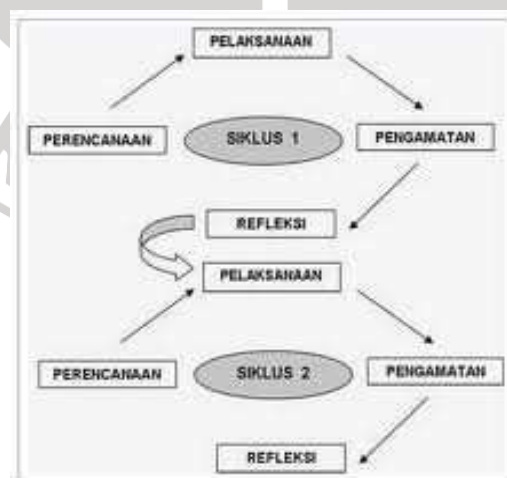 PELAKSANAAN
PERENCANAAN
SIKLUS 1
PENGAMATAN
REFLEKSI
PELAKSANAAN
PERENCANAAN
SIKLUS 2
PENGAMATAN
REFLEKSI